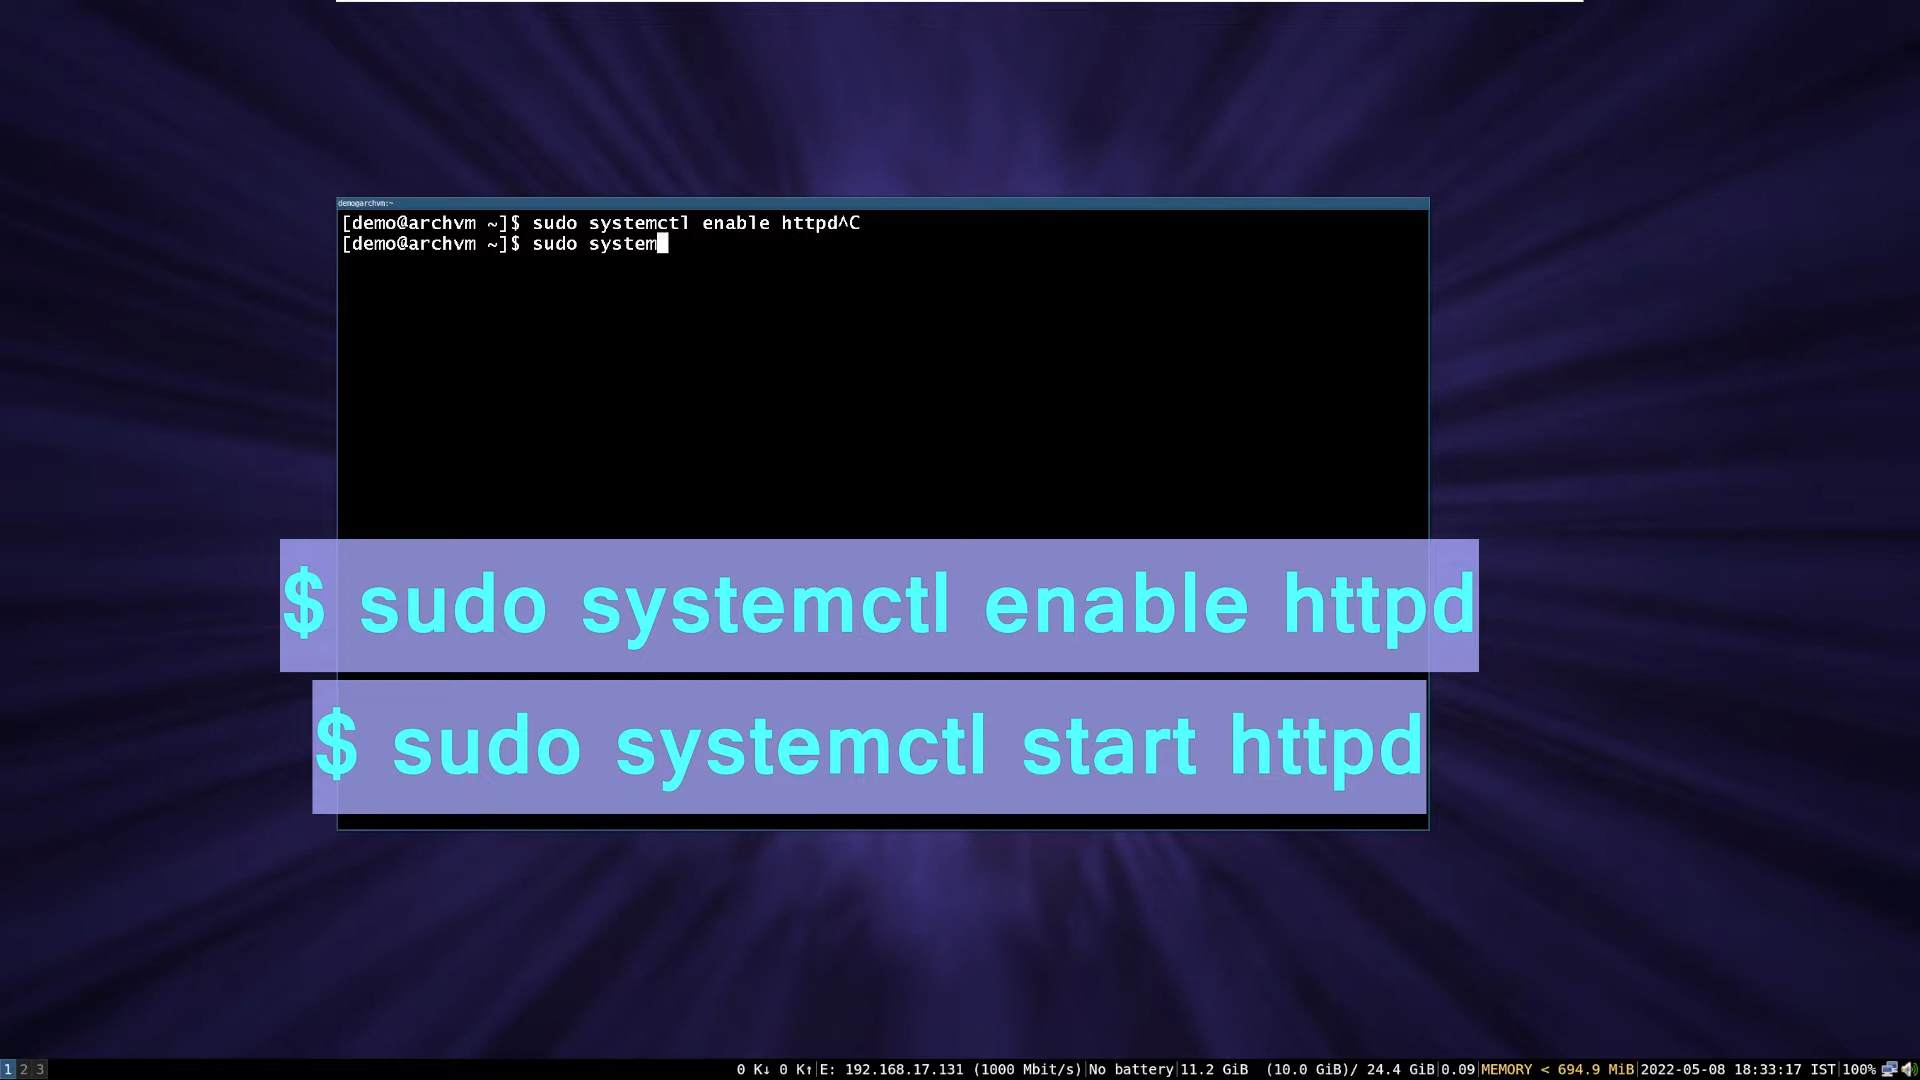 demo@archvm:~
[demo@archvm ~]$ sudo systemctl enable httpd^C
[demo@archvm ~]$ sudo system
$ sudo systemctl enable httpd
$ sudo systemctl start httpd
1 2 3 0 K↓ 0 K↑|E: 192.168.17.131 (1000 Mbit/s)|No battery|11.2 GiB (10.0 GiB)/ 24.4 GiB|0.09|MEMORY < 694.9 MiB|2022-05-08 18:33:17 IST|100%